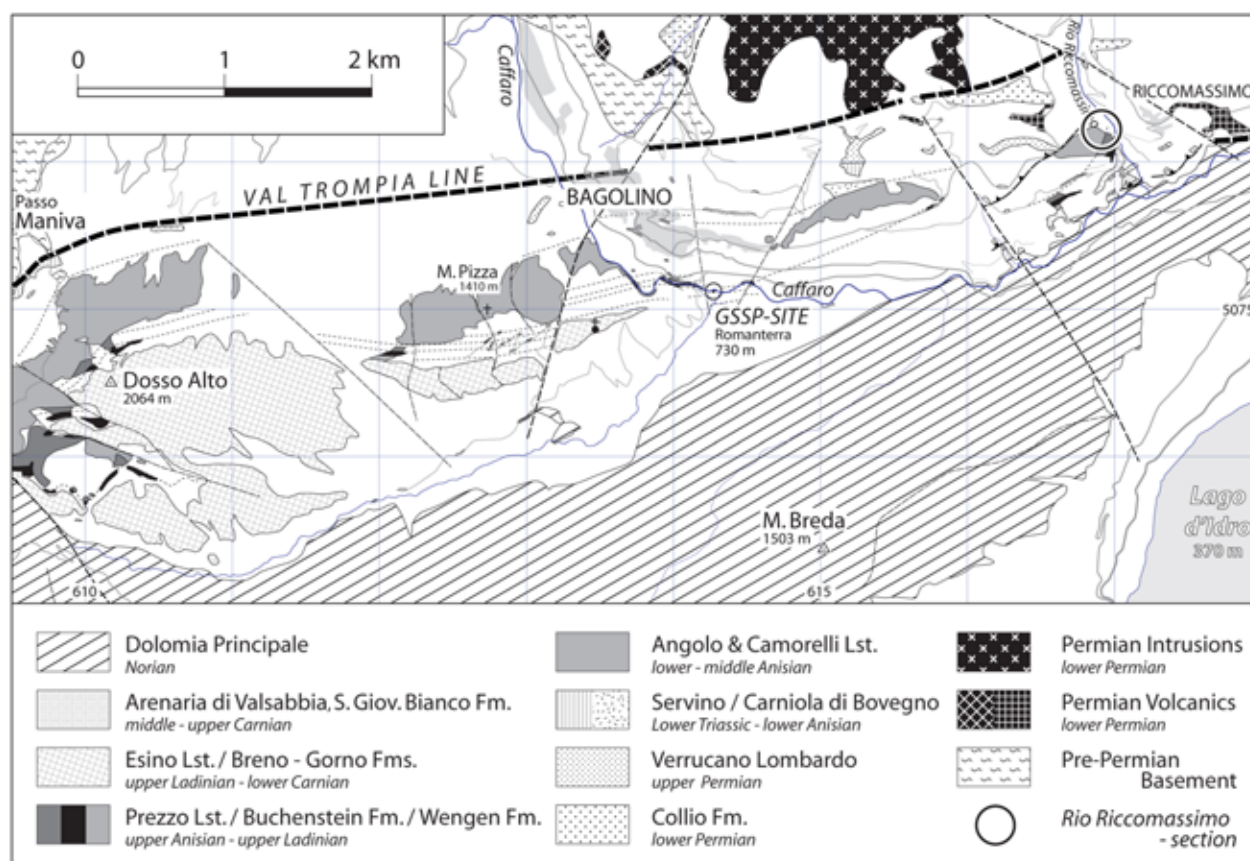 0 1 2 km
Caffaro
Rio Riccomassimo
RICCOMASSIMO
VAL TROMPIA LINE
Passo
Maniva
BAGOLINO
M. Pizza
1410 m
Caffaro
GSSP-SITE
Romanterra
730 m
5075
Dosso Alto
2064 m
Lago
d'Idro
370 m
M. Breda
1503 m
610
615
Dolomia Principale
Norian
Arenaria di Valsabbia, S. Giov. Bianco Fm.
middle - upper Carnian
Esino Lst. / Breno - Gorno Fms.
upper Ladinian - lower Carnian
Prezzo Lst. / Buchenstein Fm. / Wengen Fm.
upper Anisian - upper Ladinian
Angolo & Camorelli Lst.
lower - middle Anisian
Servino / Carniola di Bovegno
Lower Triassic - lower Anisian
Verrucano Lombardo
upper Permian
Collio Fm.
lower Permian
Permian Intrusions
lower Permian
Permian Volcanics
lower Permian
Pre-Permian
Basement
Rio Riccomassimo
- section